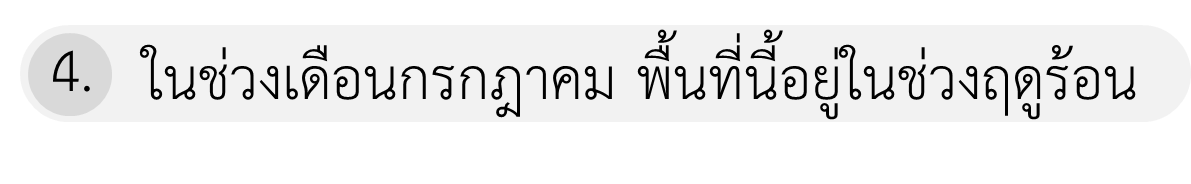 4. ในช่วงเดือนกรกฎาคม พื้นที่นี้อยู่ในช่วงฤดูร้อน